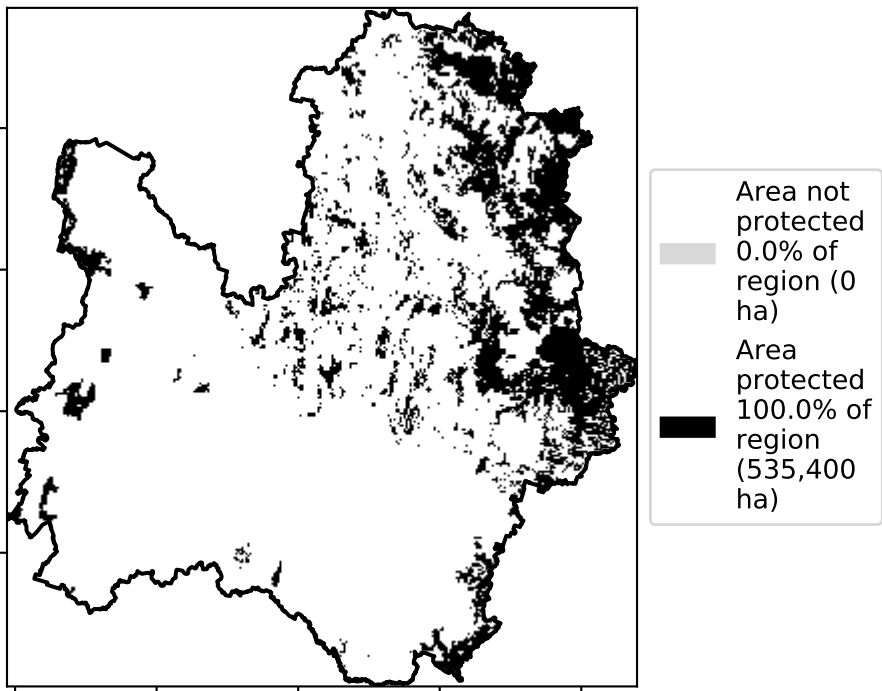 Area not
protected
0.0% of
region (0
ha)
Area
protected
100.0% of
region
(535,400
ha)